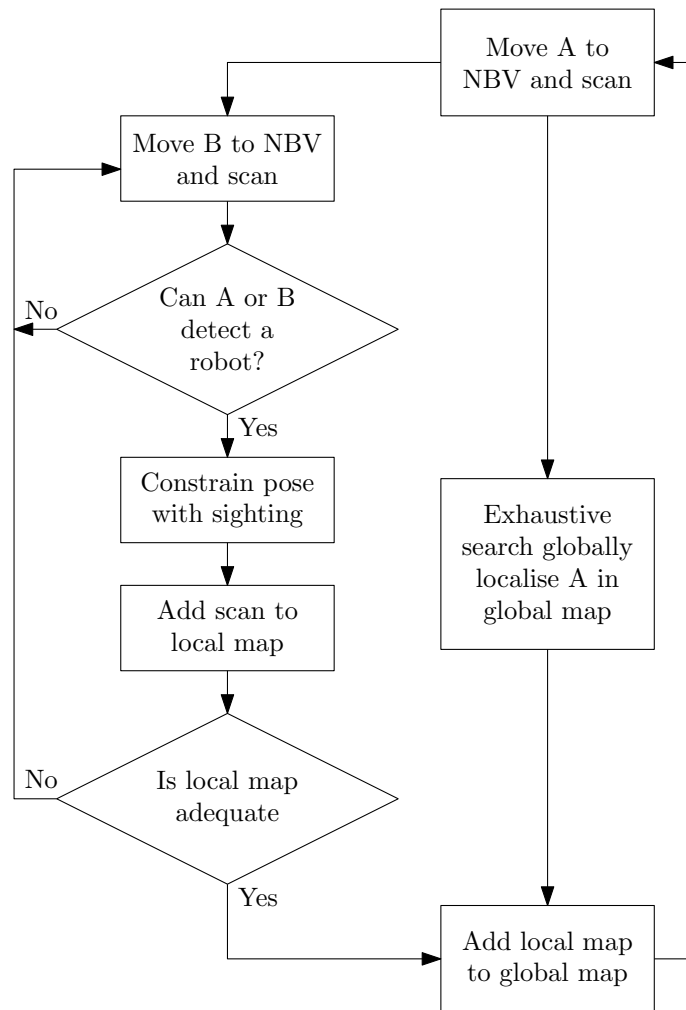 Move A to
NBV and scan
Move B to NBV
and scan
Can A or B
detect a
robot?
No
Yes
Constrain pose
with sighting
Exhaustive
search globally
localise A in
global map
Add scan to
local map
Is local map
adequate
No
Yes
Add local map
to global map